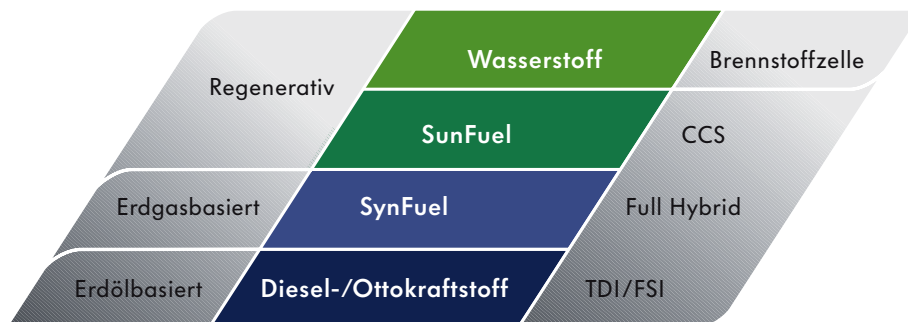 Wasserstoff
Brennstoffzelle
Regenerativ
SunFuel
CCS
Erdgasbasiert
SynFuel
Full Hybrid
Erdölbasiert
Diesel-/Ottokraftstoff
TDI/FSI